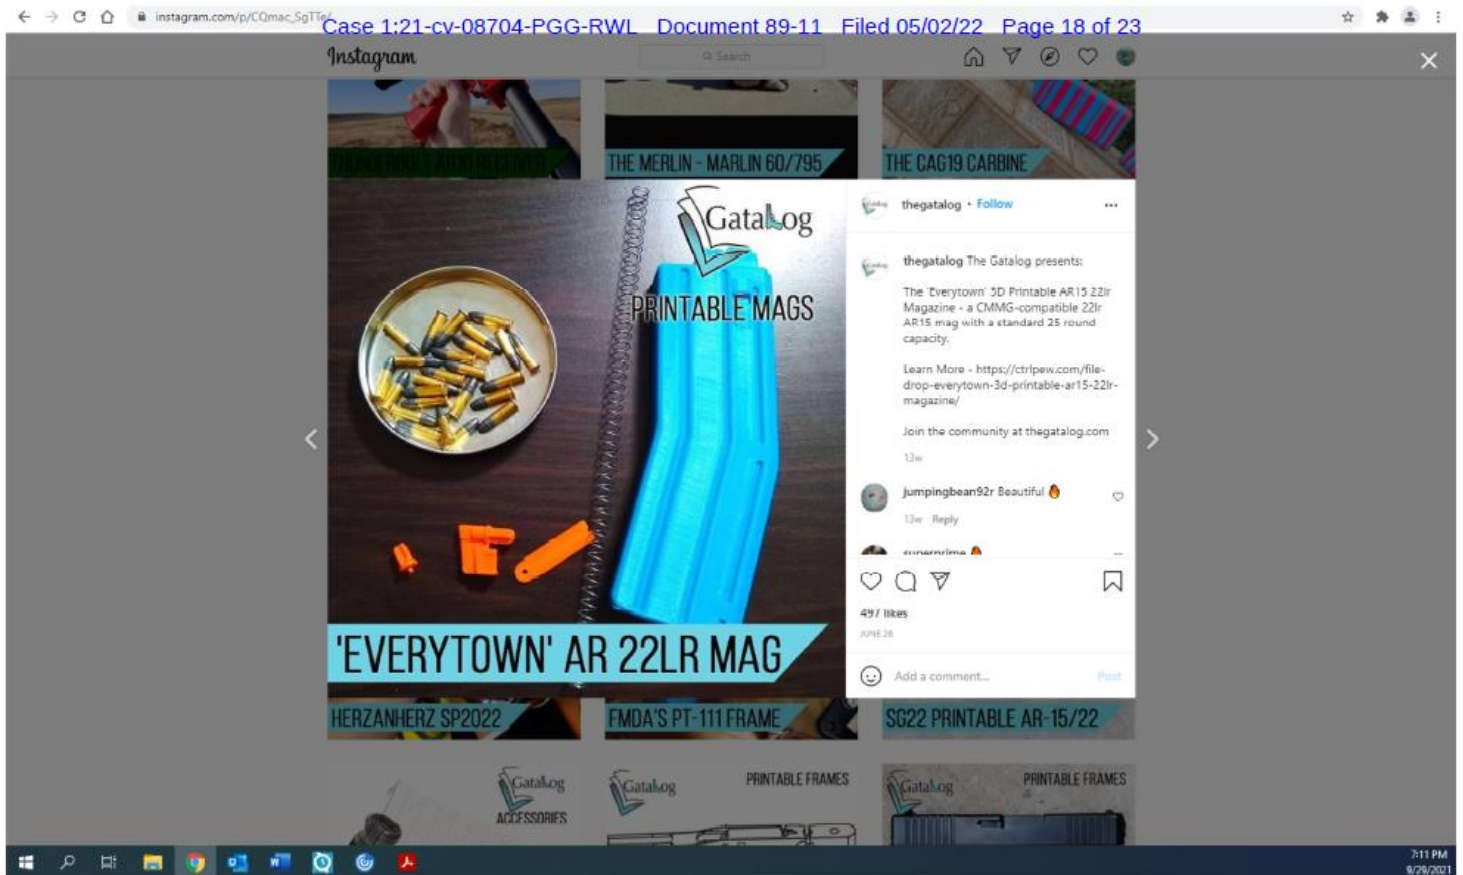 instagram.com/p/CQmac_SgTTe/
Case 1:21-cv-08704-PGG-RWL Document 89-11 Filed 05/02/22 Page 18 of 23
Instagram
Search
THE MERLIN - MARLIN 60/795
THE CAG19 CARBINE
GataLog
PRINTABLE MAGS
'EVERYTOWN' AR 22LR MAG
thegatalog • Follow
thegatalog The Gatalog presents:
The 'Everytown' 3D Printable AR15 22lr
Magazine - a CMMG-compatible 22lr
AR15 mag with a standard 25 round
capacity.
Learn More - https://ctrlpew.com/file-
drop-everytown-3d-printable-ar15-22lr-
magazine/
Join the community at thegatalog.com
13w
jumpingbean92r Beautiful 🔥
13w Reply
superprime 🔥
497 likes
JUNE 28
Add a comment...
Post
HERZANHERZ SP2022
FMDA'S PT-111 FRAME
SG22 PRINTABLE AR-15/22
GataLog
ACCESSORIES
GataLog
PRINTABLE FRAMES
GataLog
PRINTABLE FRAMES
7:11 PM
9/29/2021